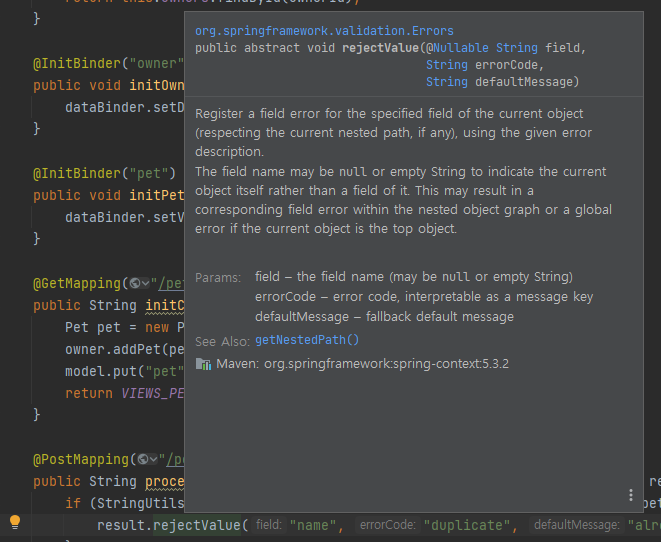 return this.owners.findById(ownerId);
}
@InitBinder("owner"
public void initOwn
dataBinder.setD
}
@InitBinder("pet")
public void initPet
dataBinder.setV
}
@GetMapping("/pe
public String initC
Pet pet = new P
owner.addPet(pe
model.put("pet"
return VIEWS_PE
}
@PostMapping("/pe
public String proce
re
if (StringUtils
pet
result.rejectValue( field: "name", errorCode: "duplicate", defaultMessage: "alre
org.springframework.validation.Errors
public abstract void rejectValue(@Nullable String field,
String errorCode,
String defaultMessage)
Register a field error for the specified field of the current object
(respecting the current nested path, if any), using the given error
description.
The field name may be null or empty String to indicate the current
object itself rather than a field of it. This may result in a
corresponding field error within the nested object graph or a global
error if the current object is the top object.
Params: field – the field name (may be null or empty String)
errorCode – error code, interpretable as a message key
defaultMessage – fallback default message
See Also: getNestedPath()
Maven: org.springframework:spring-context:5.3.2